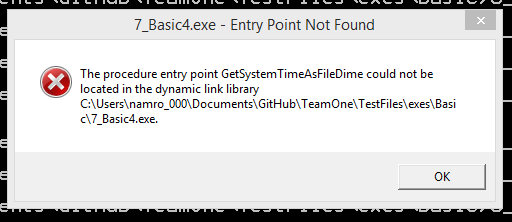 7_Basic4.exe - Entry Point Not Found
The procedure entry point GetSystemTimeAsFileDime could not be
located in the dynamic link library
C:\Users\namro_000\Documents\GitHub\TeamOne\TestFiles\exes\Basi
c\7_Basic4.exe.
OK